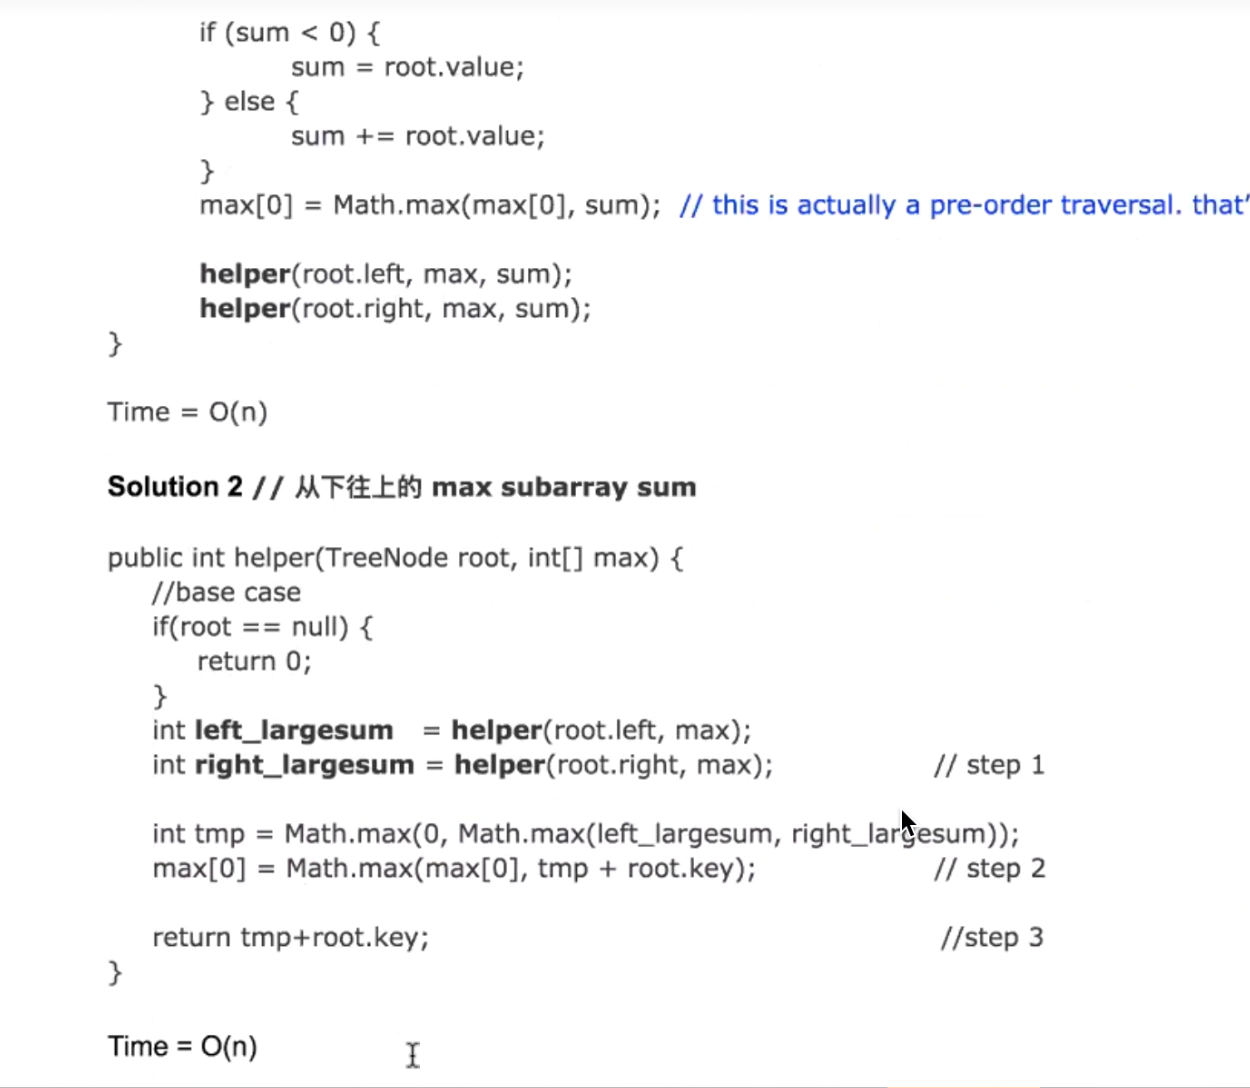 if (sum < 0) {
sum = root.value;
} else {
sum += root.value;
}
max[0] = Math.max(max[0], sum);  // this is actually a pre-order traversal. that'
helper(root.left, max, sum);
helper(root.right, max, sum);
}
Time = O(n)
Solution 2 // 从下往上的 max subarray sum
public int helper(TreeNode root, int[] max) {
//base case
if(root == null) {
return 0;
}
int left_largesum = helper(root.left, max);
int right_largesum = helper(root.right, max); // step 1
int tmp = Math.max(0, Math.max(left_largesum, right_largesum));
max[0] = Math.max(max[0], tmp + root.key); // step 2
return tmp+root.key; //step 3
}
Time = O(n)